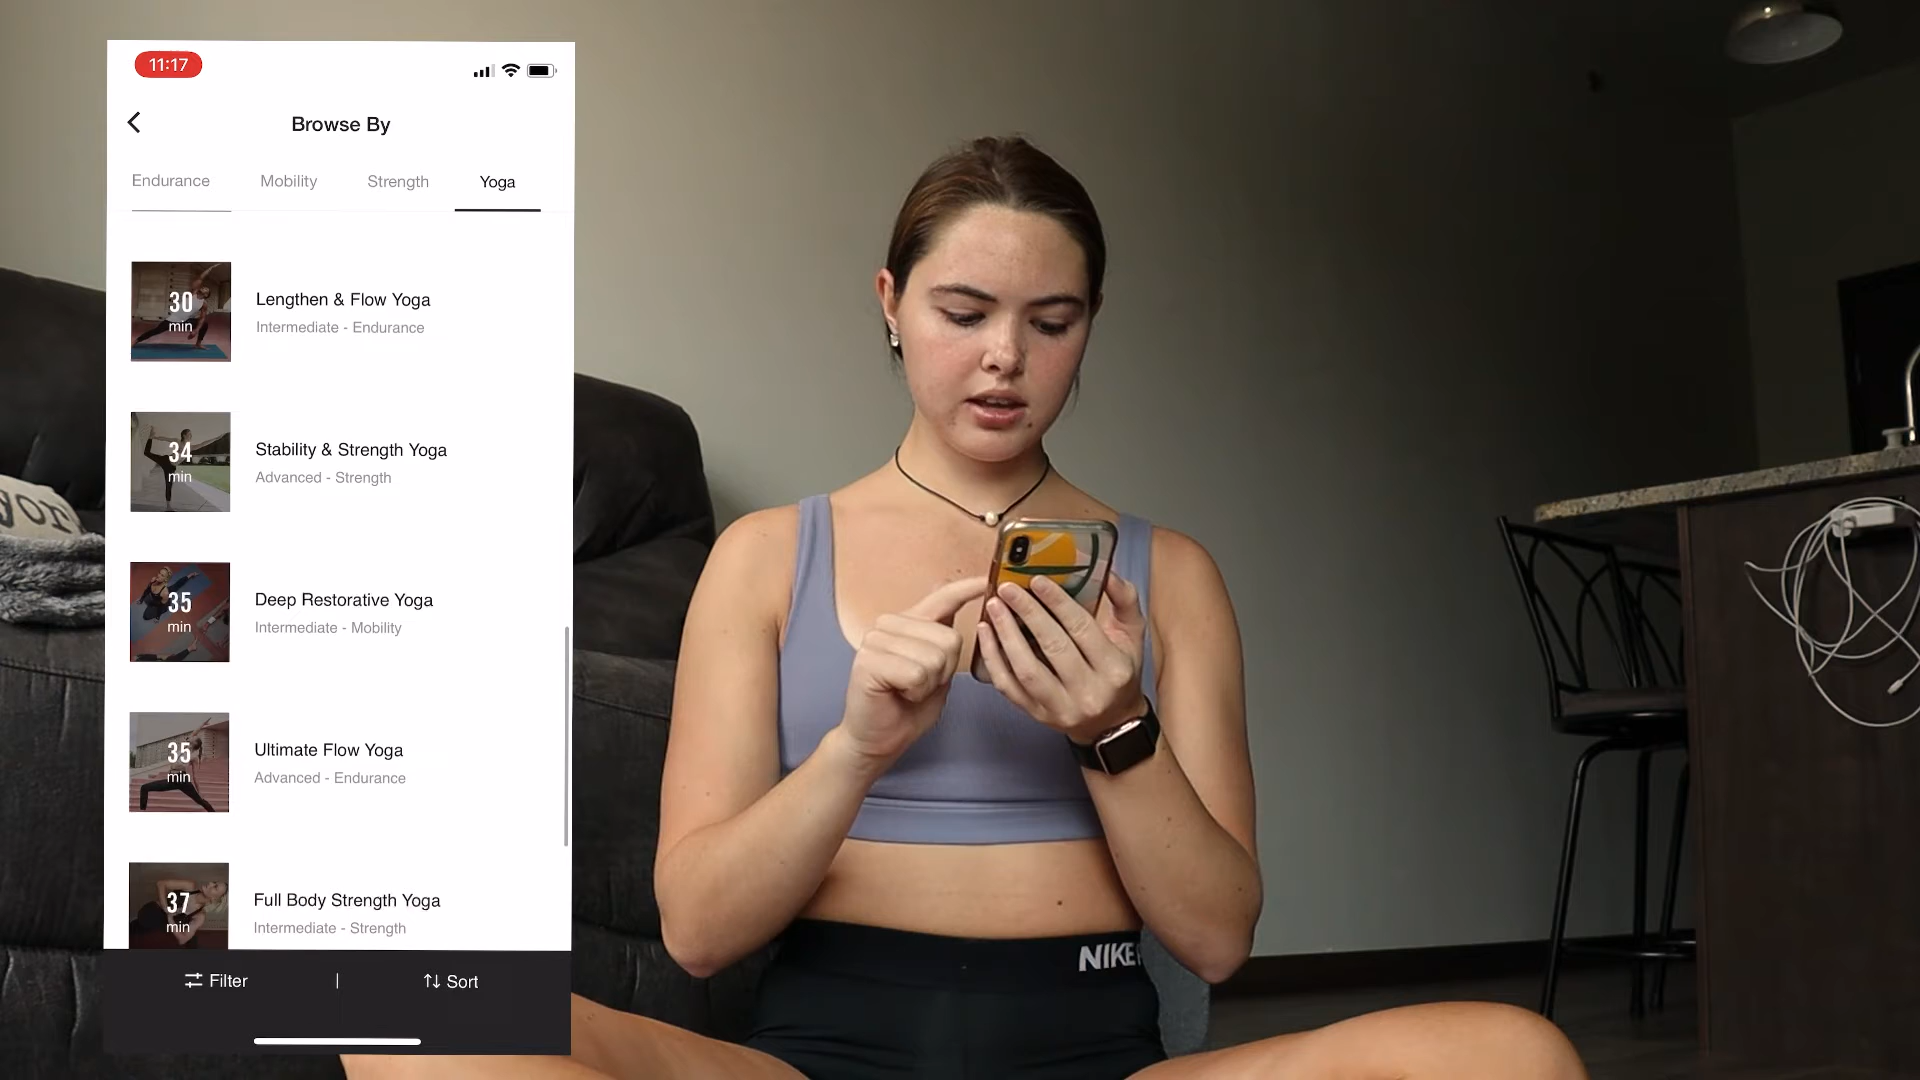 11:17
Browse By
Endurance Mobility Strength Yoga
30
min
Lengthen & Flow Yoga
Intermediate - Endurance
34
min
Stability & Strength Yoga
Advanced - Strength
35
min
Deep Restorative Yoga
Intermediate - Mobility
35
min
Ultimate Flow Yoga
Advanced - Endurance
37
min
Full Body Strength Yoga
Intermediate - Strength
Filter | Sort
yor
NIKE